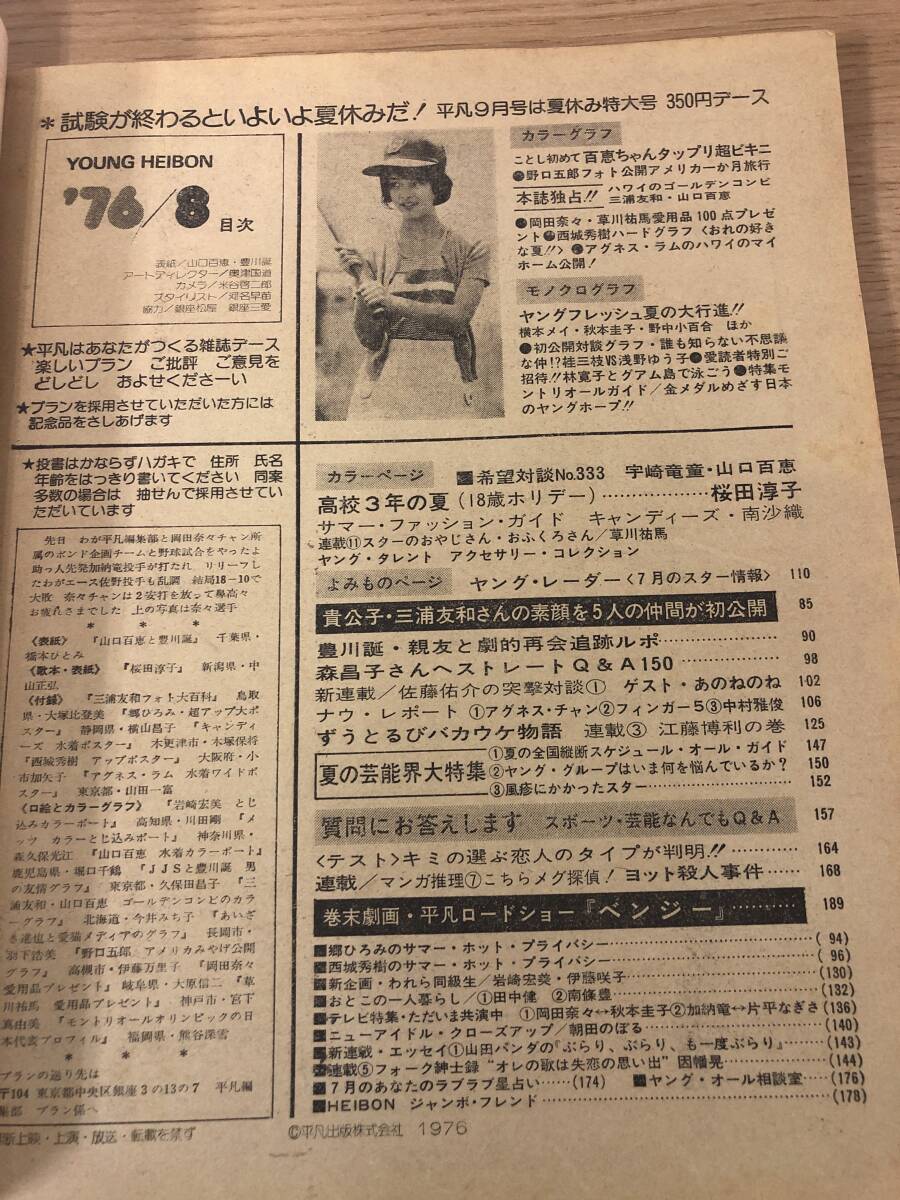 *試験が終わるといよいよ夏休みだ! 平凡9月号は夏休み特大号 350円デース
YOUNG HEIBON
'76/8 目次
表紙/山口百恵・豊川誕
アートディレクター/奥津国道
カメラ/米谷啓二郎
スタイリスト/河名早苗
協力/銀座松屋 銀座三愛
★平凡はあなたがつくる雑誌デース
楽しいプラン ご批評 ご意見を
どしどし およせくださーい
★プランを採用させていただいた方には
記念品をさしあげます
★投書はかならずハガキで 住所 氏名
年齢をはっきり書いてください 同案
多数の場合は 抽せんで採用させてい
ただいています
先日 わが平凡編集部と岡田奈々チャン所
属のボンド企画チームと野球試合をやったよ
助っ人先発加納竜投手が打たれ リリーフし
たわがエース佐野投手も乱調 結局18-10で
大敗 奈々チャンは2安打を放って鼻高々
お疲れさまでした 上の写真は奈々選手
* * *
《表紙》『山口百恵と豊川誕』 千葉県・
橋本ひとみ
《歌本・表紙》『桜田淳子』 新潟県・中
山正弘
《付録》『三浦友和フォト大百科』 鳥取
県・大塚比登美 『郷ひろみ・超アップ大ポ
スター』 静岡県・横山昌子 『キャンディ
ーズ 水着ポスター』 木更津市・木塚保将
『西城秀樹 アップポスター』 大阪府・小
市加矢子 『アグネス・ラム 水着ワイドポ
スター』 東京都・山田一富
《口絵とカラーグラフ》『岩崎宏美 とじ
込みカラーポート』 高知県・川田剛 『メ
ッツ カラーとじ込みポート』 神奈川県・
森久保光江 『山口百恵 水着カラーポート』
鹿児島県・堀口千鶴 『JJSと豊川誕 男
の友情グラフ』 東京都・久保田昌子 『三
浦友和・山口百恵 ゴールデンコンビのカラ
ーグラフ』 北海道・今井みち子 『あいざ
き進也と愛猫メディアのグラフ』 長岡市・
羽下浩美 『野口五郎 アメリカみやげ公開
グラフ』 高槻市・伊藤万里子 『岡田奈々
愛用品プレゼント』 岐阜県・大原信二 『草
川祐馬 愛用品プレゼント』 神戸市・宮下
真由美 『モントリオールオリンピックの日
本代表プロフィル』 福岡県・熊谷深雪
* * *
プランの送り先は
〒104 東京都中央区銀座3の13の7 平凡編
集部 プラン係へ
断上映・上演・放送・転載を禁ず
カラーグラフ
ことし初めて 百恵ちゃんタップリ超ビキニ
●野口五郎フォト公開アメリカ一か月旅行
本誌独占!! ハワイのゴールデンコンビ
三浦友和・山口百恵
●岡田奈々・草川祐馬愛用品100点プレゼ
ント●西城秀樹ハードグラフ〈おれの好き
な夏!!〉●アグネス・ラムのハワイのマイ
ホーム公開!
モノクログラフ
ヤングフレッシュ夏の大行進!!
横本メイ・秋本圭子・野中小百合 ほか
●初公開対談グラフ・誰も知らない不思議
な仲!?桂三枝VS浅野ゆう子●愛読者特別ご
招待!!林寛子とグアム島で泳ごう●特集モ
ントリオールガイド/金メダルめざす日本
のヤングホープ!!
カラーページ ■希望対談No.333 宇崎竜童・山口百恵
高校3年の夏(18歳ホリデー)…………桜田淳子
サマー・ファッション・ガイド キャンディーズ・南沙織
連載⑪スターのおやじさん・おふくろさん/草川祐馬
ヤング・タレント アクセサリー・コレクション
よみものページ ヤング・レーダー〈7月のスター情報〉 110
貴公子・三浦友和さんの素顔を5人の仲間が初公開 85
豊川誕・親友と劇的再会追跡ルポ………… 90
森昌子さんへストレートQ&A150………… 98
新連載/佐藤佑介の突撃対談① ゲスト・あのねのね 102
ナウ・レポート ①アグネス・チャン②フィンガー5③中村雅俊 106
ずうとるびバカウケ物語 連載③ 江藤博利の巻 125
夏の芸能界大特集 ①夏の全国縦断スケジュール・オール・ガイド 147
②ヤング・グループはいま何を悩んでいるか? 150
③風疹にかかったスター………… 152
質問にお答えします スポーツ・芸能なんでもQ&A 157
〈テスト〉キミの選ぶ恋人のタイプが判明!!………… 164
連載/マンガ推理⑦こちらメグ探偵! ヨット殺人事件…… 168
巻末劇画・平凡ロードショー『ベンジー』………… 189
■郷ひろみのサマー・ホット・プライバシー…………(94)
■西城秀樹のサマー・ホット・プライバシー…………(96)
■新企画・われら同級生/岩崎宏美・伊藤咲子…………(130)
■おとこの一人暮らし/①田中健 ②南條豊…………(132)
■テレビ特集・ただいま共演中 ①岡田奈々↔秋本圭子②加納竜↔片平なぎさ(136)
■ニューアイドル・クローズアップ/朝田のぼる…………(140)
■新連載・エッセイ①山田パンダの『ぶらり、ぶらり、も一度ぶらり』……(143)
■連載⑤フォーク紳士録“オレの歌は失恋の思い出”因幡晃…………(144)
■7月のあなたのラブラブ星占い……(174) ■ヤング・オール相談室……(176)
■HEIBON ジャンボ・フレンド…………(178)
©平凡出版株式会社 1976